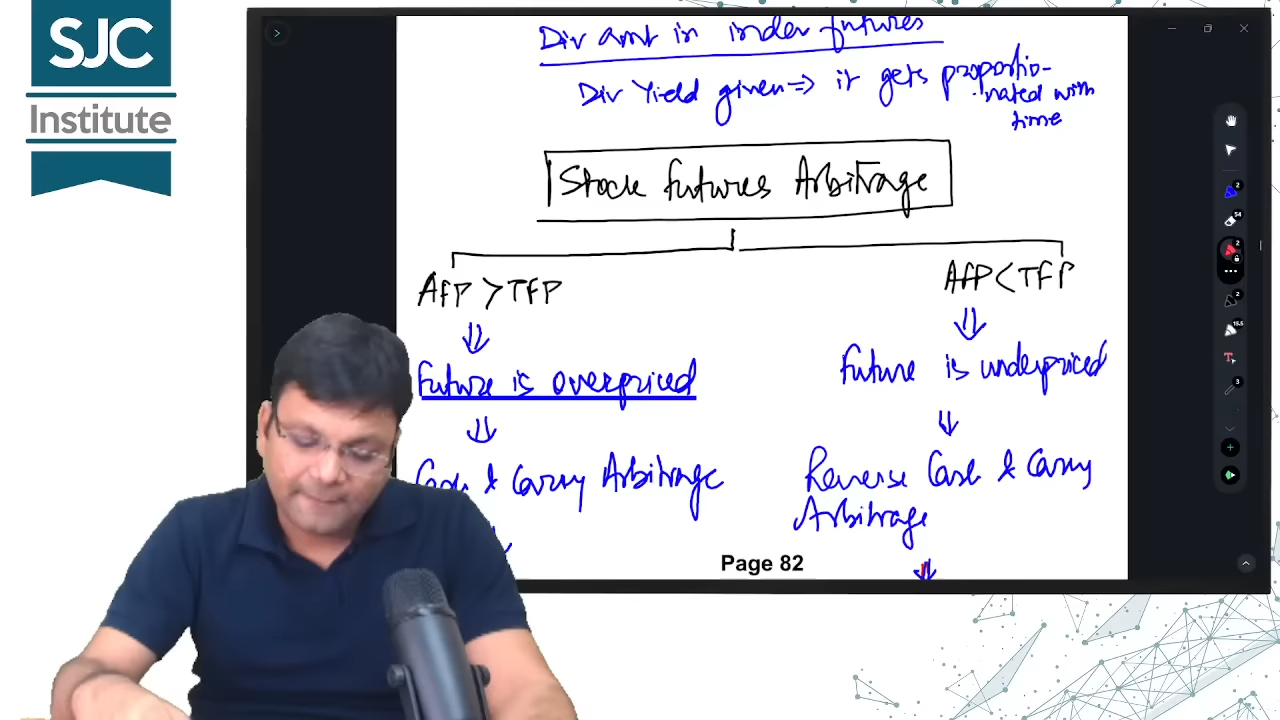 SJC
Institute
Div amt in index futures
Div Yield given => it gets proportio-
nated with
time
Stock Futures Arbitrage
AFP > TFP
AFP < TFP
Future is overpriced
Future is underpriced
Cash & Carry Arbitrage
Reverse Cash & Carry
Arbitrage
Page 82